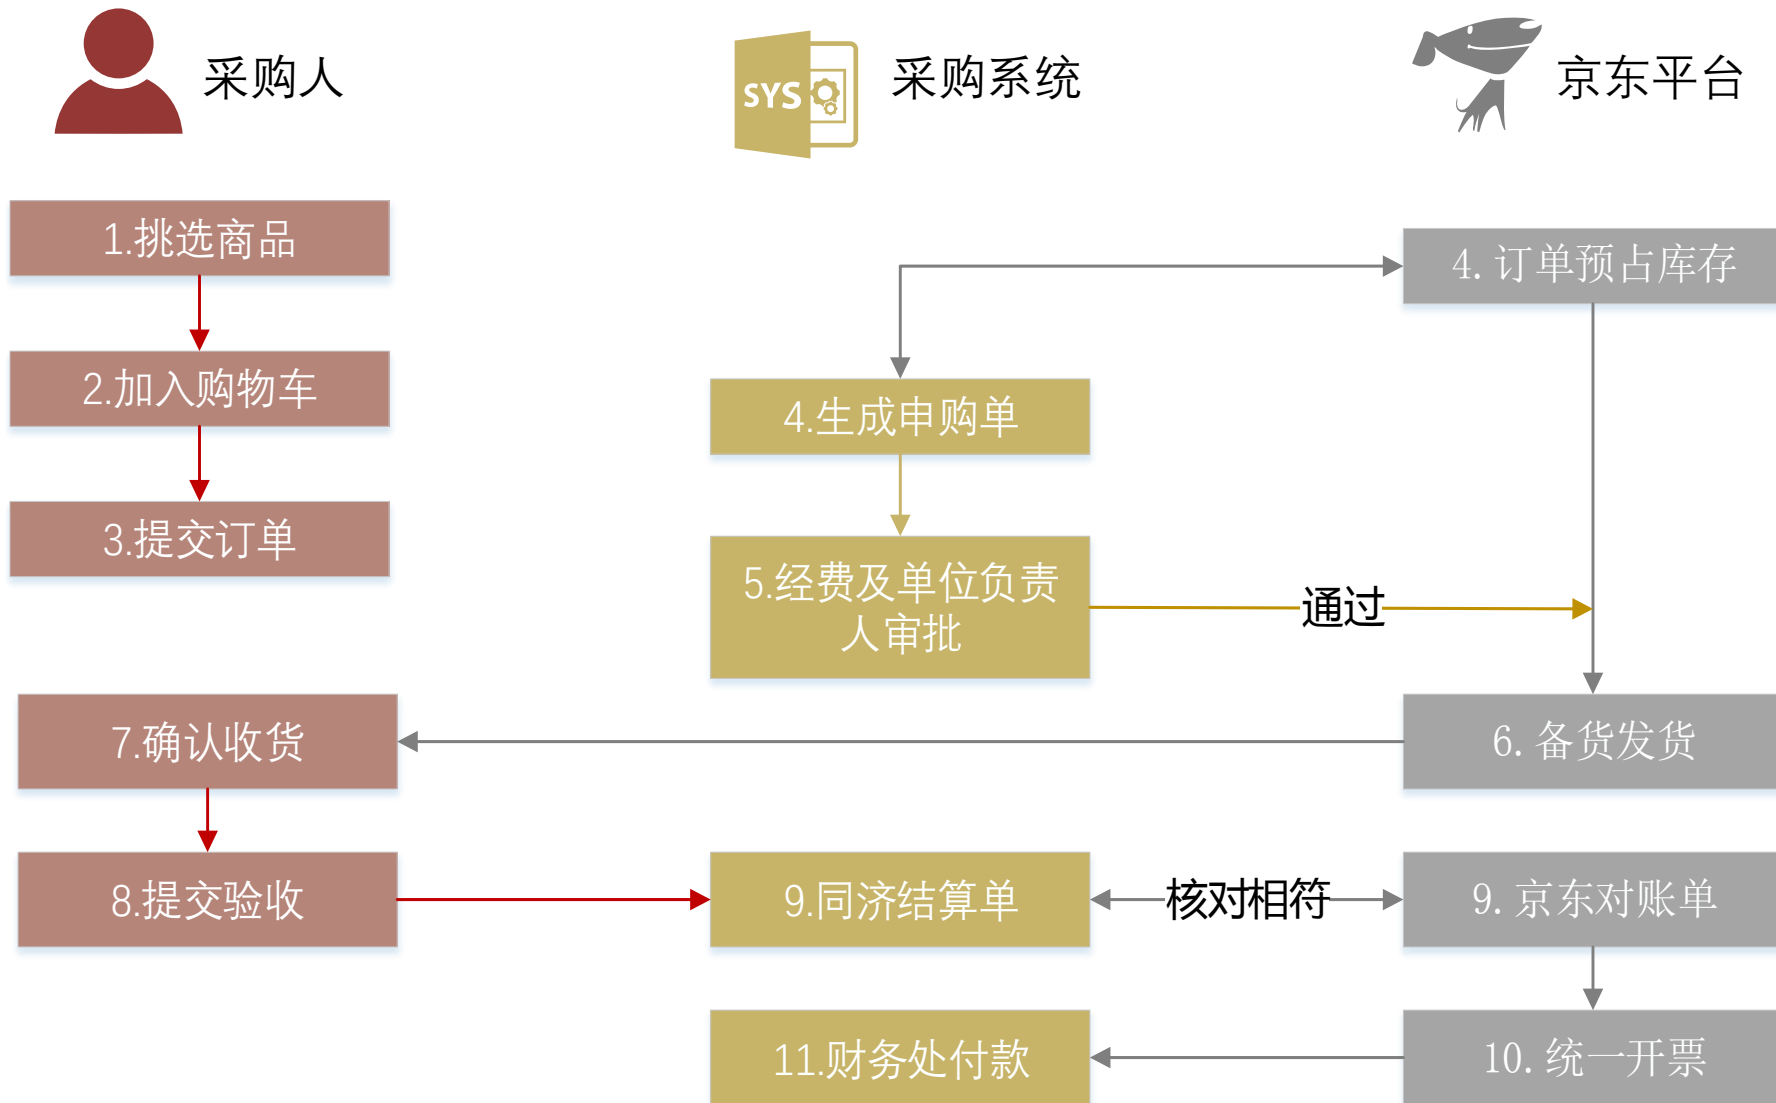 采购人
SYS
采购系统
京东平台
1.挑选商品
4. 订单预占库存
2.加入购物车
4.生成申购单
3.提交订单
5.经费及单位负责
人审批
通过
7.确认收货
6. 备货发货
8.提交验收
9.同济结算单
核对相符
9. 京东对账单
11.财务处付款
10. 统一开票